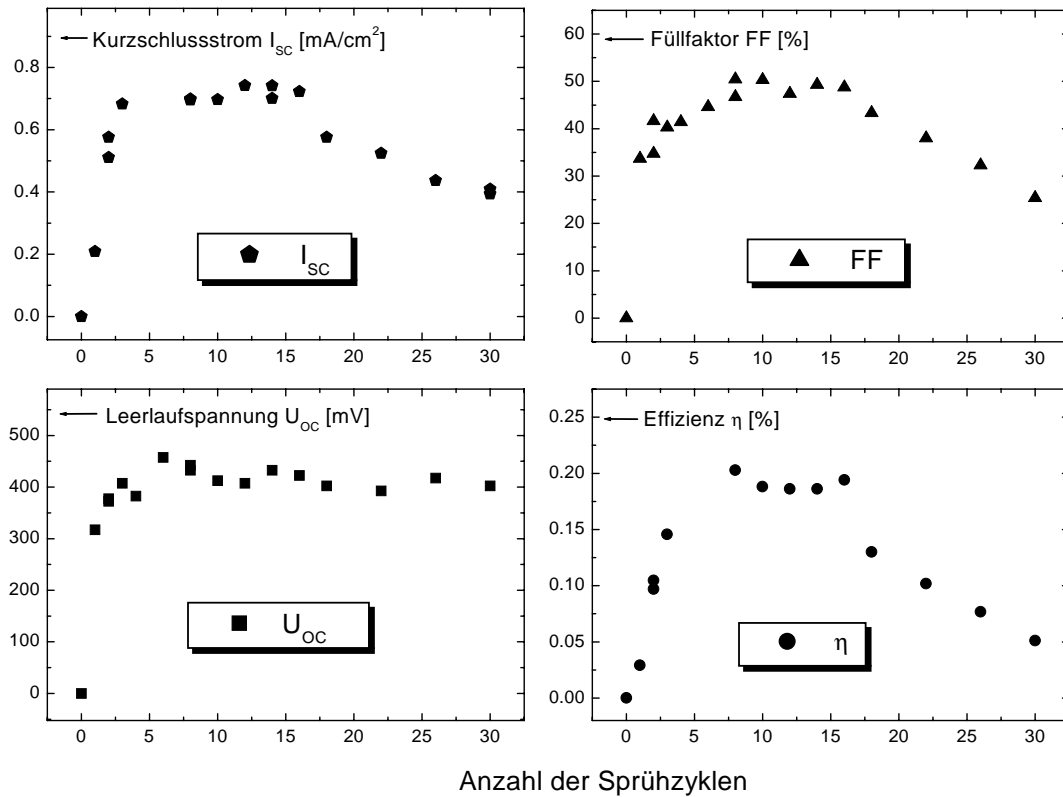 Kurzschlussstrom I_SC [mA/cm²]
0.8
0.6
0.4
0.2
0.0
I_SC
0 5 10 15 20 25 30
Füllfaktor FF [%]
60
50
40
30
20
10
0
FF
0 5 10 15 20 25 30
Leerlaufspannung U_OC [mV]
500
400
300
200
100
0
U_OC
0 5 10 15 20 25 30
Effizienz η [%]
0.25
0.20
0.15
0.10
0.05
0.00
η
0 5 10 15 20 25 30
Anzahl der Sprühzyklen